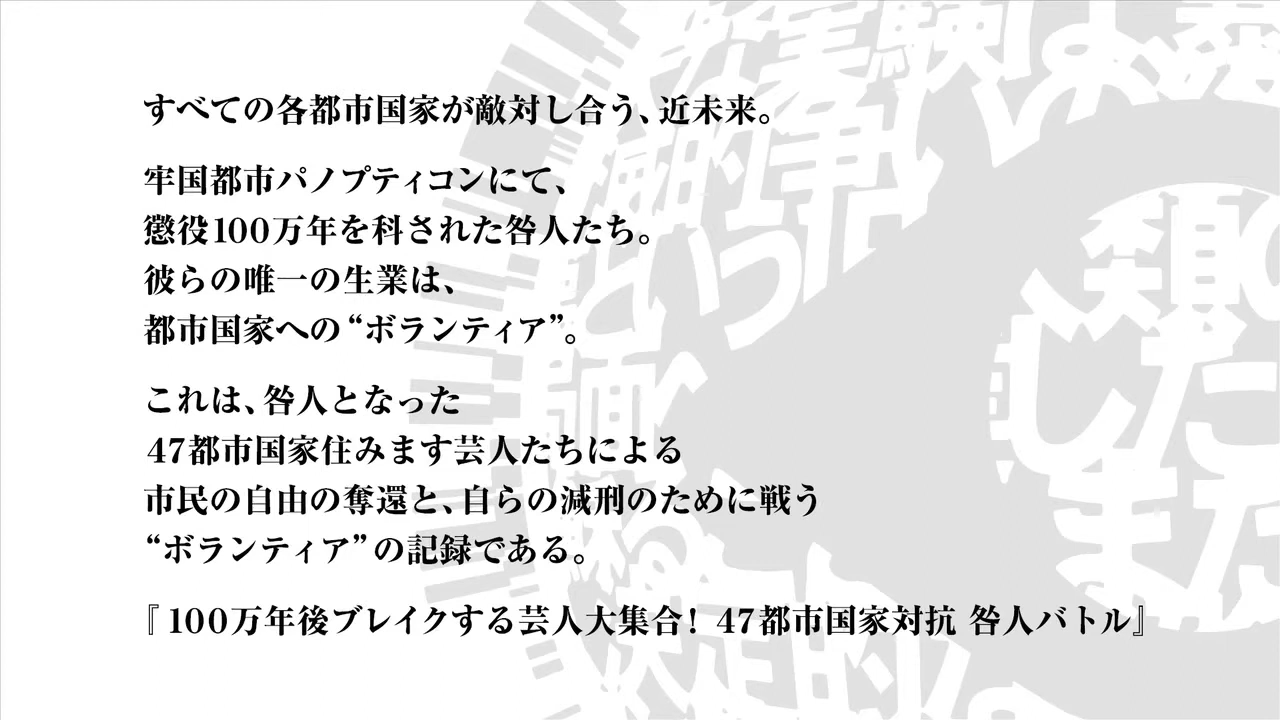 すべての各都市国家が敵対し合う、近未来。
牢国都市パノプティコンにて、
懲役100万年を科された咎人たち。
彼らの唯一の生業は、
都市国家への“ボランティア”。
これは、咎人となった
47都市国家住みます芸人たちによる
市民の自由の奪還と、自らの減刑のために戦う
“ボランティア”の記録である。
『100万年後ブレイクする芸人大集合！ 47都市国家対抗 咎人バトル』